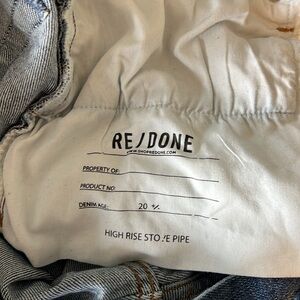 RE/DONE
WWW.SHOPREDONE.COM
PROPERTY OF:
PRODUCT NO:
DENIM AGE: 20 +/-
HIGH RISE STOVE PIPE